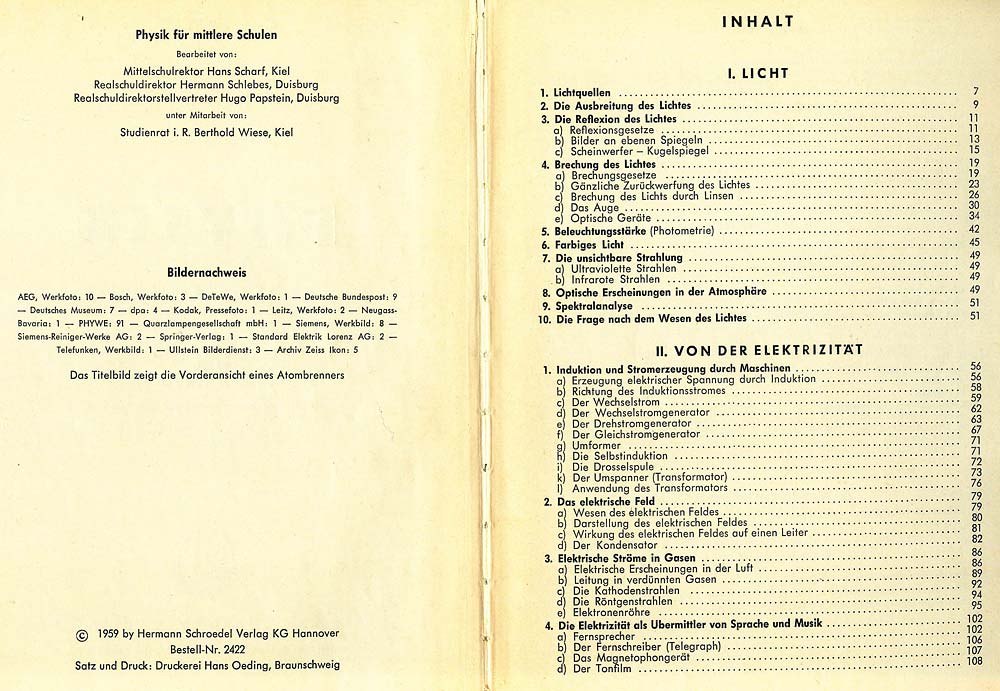 Physik für mittlere Schulen
Bearbeitet von:
Mittelschulrektor Hans Scharf, Kiel
Realschuldirektor Hermann Schlebes, Duisburg
Realschuldirektorstellvertreter Hugo Papstein, Duisburg
unter Mitarbeit von:
Studienrat i. R. Berthold Wiese, Kiel
Bildernachweis
AEG, Werkfoto: 10 — Bosch, Werkfoto: 3 — DeTeWe, Werkfoto: 1 — Deutsche Bundespost: 9
— Deutsches Museum: 7 — dpa: 4 — Kodak, Pressefoto: 1 — Leitz, Werkfoto: 2 — Neugass-
Bavaria: 1 — PHYWE: 91 — Quarzlampengesellschaft mbH: 1 — Siemens, Werkbild: 8 —
Siemens-Reiniger-Werke AG: 2 — Springer-Verlag: 1 — Standard Elektrik Lorenz AG: 2 —
Telefunken, Werkbild: 1 — Ullstein Bilderdienst: 3 — Archiv Zeiss Ikon: 5
Das Titelbild zeigt die Vorderansicht eines Atombrenners
© 1959 by Hermann Schroedel Verlag KG Hannover
Bestell-Nr. 2422
Satz und Druck: Druckerei Hans Oeding, Braunschweig
INHALT
I. LICHT
1. Lichtquellen ........ 7
2. Die Ausbreitung des Lichtes ........ 9
3. Die Reflexion des Lichtes ........ 11
a) Reflexionsgesetze ........ 11
b) Bilder an ebenen Spiegeln ........ 13
c) Scheinwerfer – Kugelspiegel ........ 15
4. Brechung des Lichtes ........ 19
a) Brechungsgesetze ........ 19
b) Gänzliche Zurückwerfung des Lichtes ........ 23
c) Brechung des Lichts durch Linsen ........ 26
d) Das Auge ........ 30
e) Optische Geräte ........ 34
5. Beleuchtungsstärke (Photometrie) ........ 42
6. Farbiges Licht ........ 45
7. Die unsichtbare Strahlung ........ 49
a) Ultraviolette Strahlen ........ 49
b) Infrarote Strahlen ........ 49
8. Optische Erscheinungen in der Atmosphäre ........ 49
9. Spektralanalyse ........ 51
10. Die Frage nach dem Wesen des Lichtes ........ 51
II. VON DER ELEKTRIZITÄT
1. Induktion und Stromerzeugung durch Maschinen ........ 56
a) Erzeugung elektrischer Spannung durch Induktion ........ 56
b) Richtung des Induktionsstromes ........ 58
c) Der Wechselstrom ........ 59
d) Der Wechselstromgenerator ........ 62
e) Der Drehstromgenerator ........ 63
f) Der Gleichstromgenerator ........ 67
g) Umformer ........ 71
h) Die Selbstinduktion ........ 71
i) Die Drosselspule ........ 72
k) Der Umspanner (Transformator) ........ 73
l) Anwendung des Transformators ........ 76
2. Das elektrische Feld ........ 79
a) Wesen des elektrischen Feldes ........ 79
b) Darstellung des elektrischen Feldes ........ 80
c) Wirkung des elektrischen Feldes auf einen Leiter ........ 81
d) Der Kondensator ........ 82
3. Elektrische Ströme in Gasen ........ 86
a) Elektrische Erscheinungen in der Luft ........ 86
b) Leitung in verdünnten Gasen ........ 89
c) Die Kathodenstrahlen ........ 92
d) Die Röntgenstrahlen ........ 94
e) Elektronenröhre ........ 95
4. Die Elektrizität als Übermittler von Sprache und Musik ........ 102
a) Fernsprecher ........ 102
b) Der Fernschreiber (Telegraph) ........ 106
c) Das Magnetophongerät ........ 107
d) Der Tonfilm ........ 108